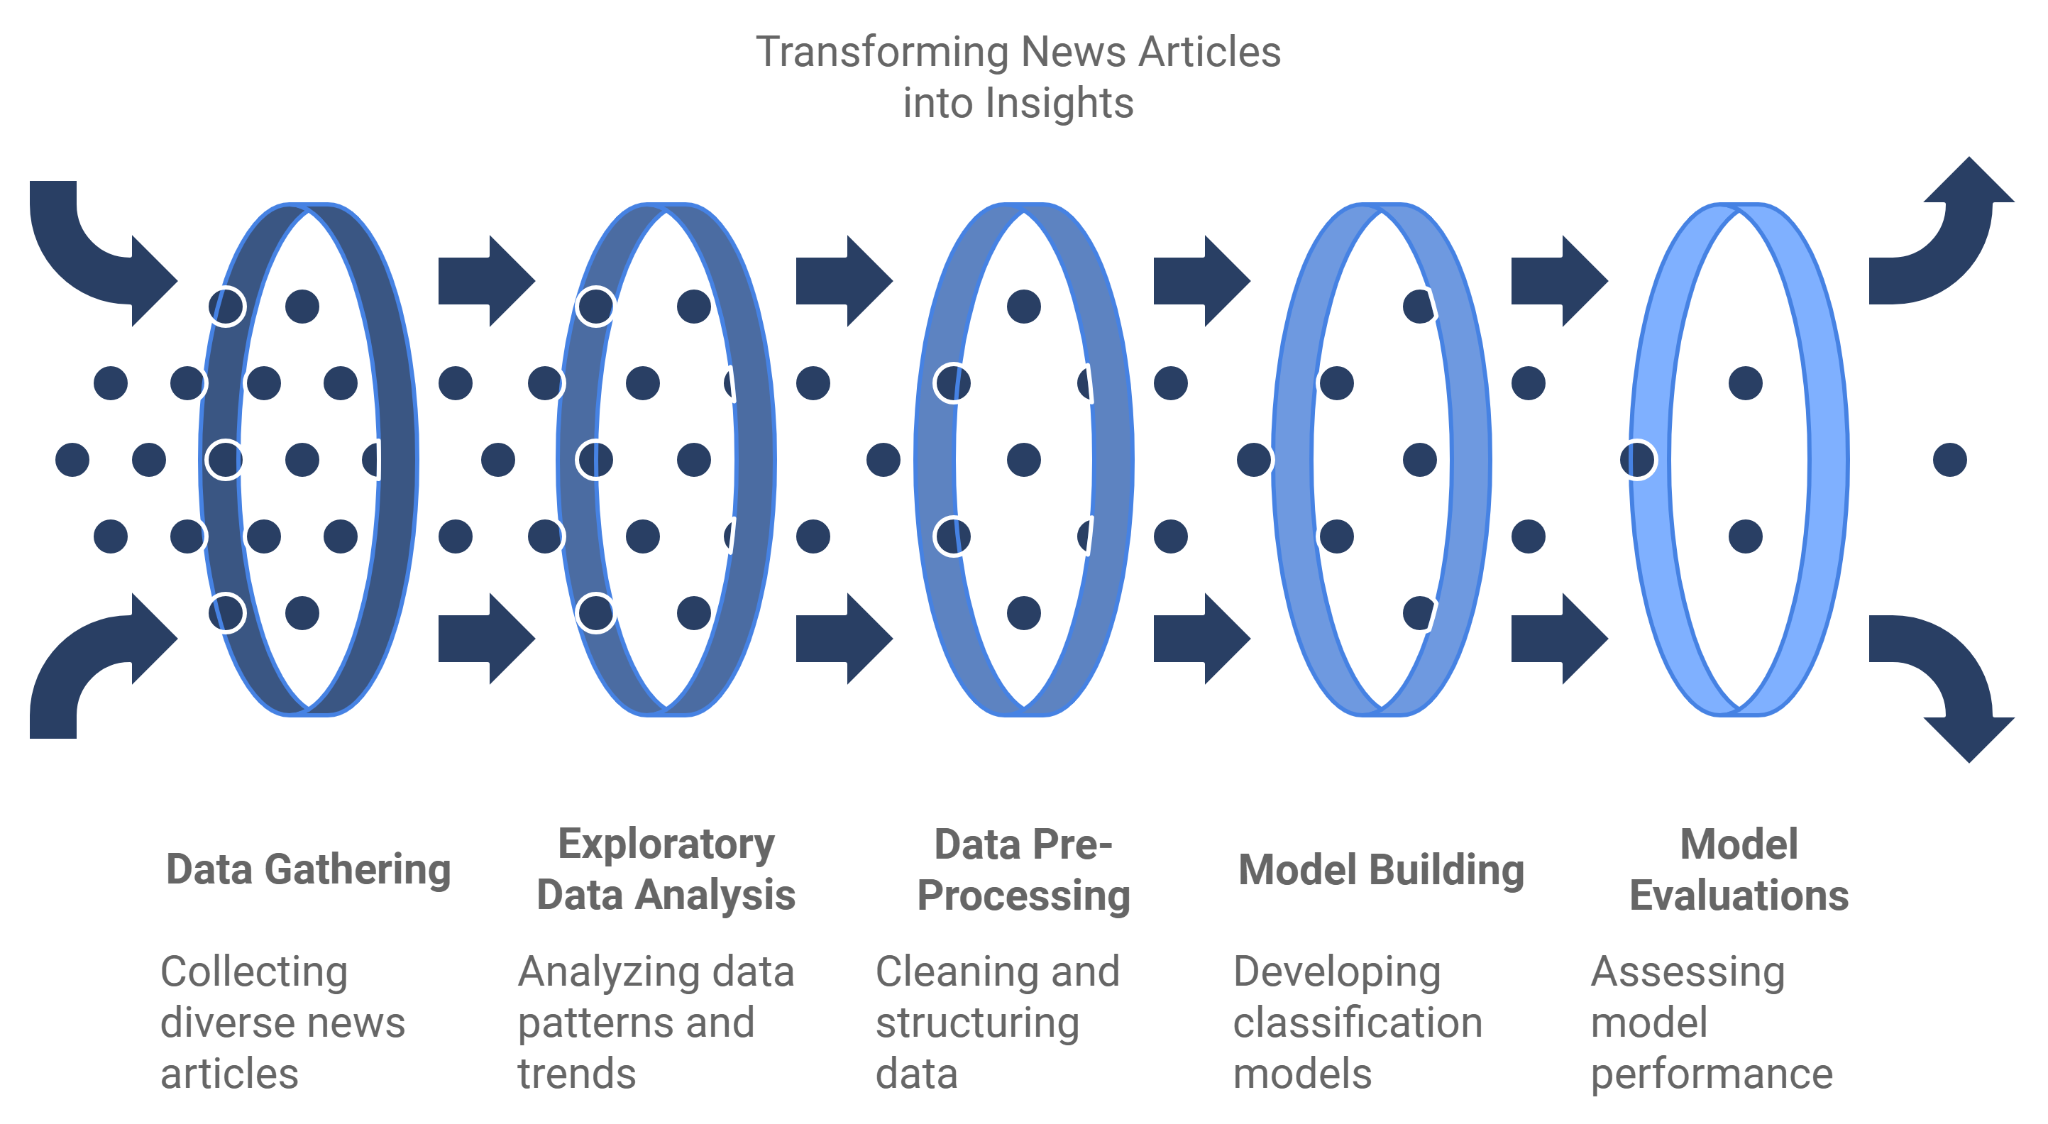 Transforming News Articles
into Insights
Data Gathering
Collecting
diverse news
articles
Exploratory
Data Analysis
Analyzing data
patterns and
trends
Data Pre-
Processing
Cleaning and
structuring
data
Model Building
Developing
classification
models
Model
Evaluations
Assessing
model
performance